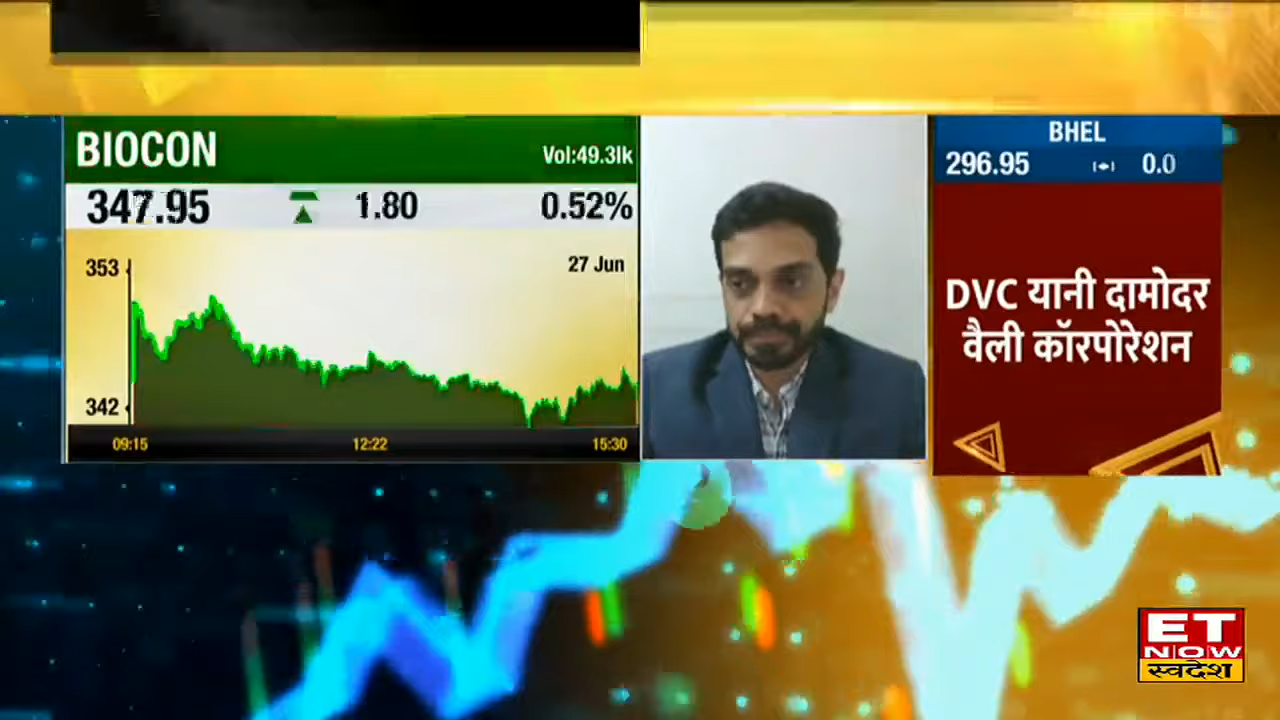 BIOCON
Vol:49.3lk
347.95 1.80 0.52%
353
27 Jun
342
09:15 12:22 15:30
BHEL
296.95 0.0
DVC यानी दामोदर
वैली कॉरपोरेशन
ET
NOW
स्वदेश